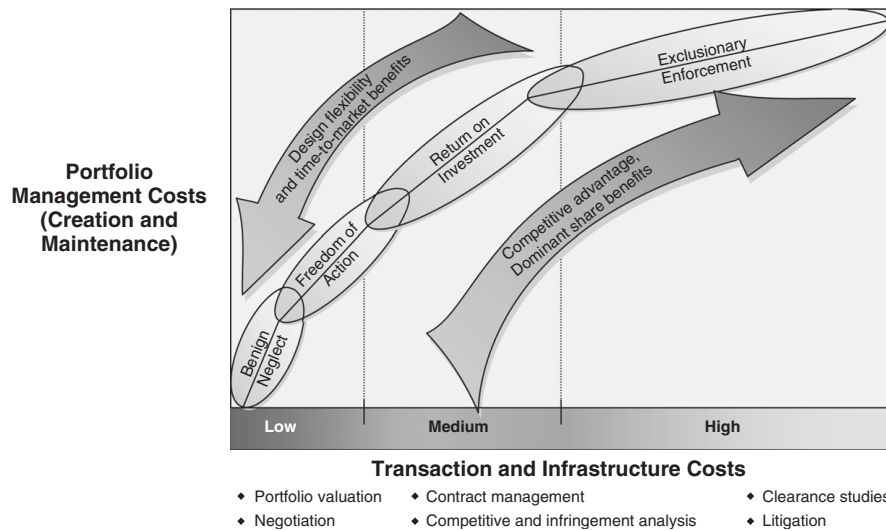 Portfolio
Management Costs
(Creation and
Maintenance)
Design flexibility
and time-to-market benefits
Exclusionary
Enforcement
Return on
Investment
Competitive advantage,
Dominant share benefits
Freedom of
Action
Benign
Neglect
Low
Medium
High
Transaction and Infrastructure Costs
◆ Portfolio valuation ◆ Contract management ◆ Clearance studies
◆ Negotiation ◆ Competitive and infringement analysis ◆ Litigation